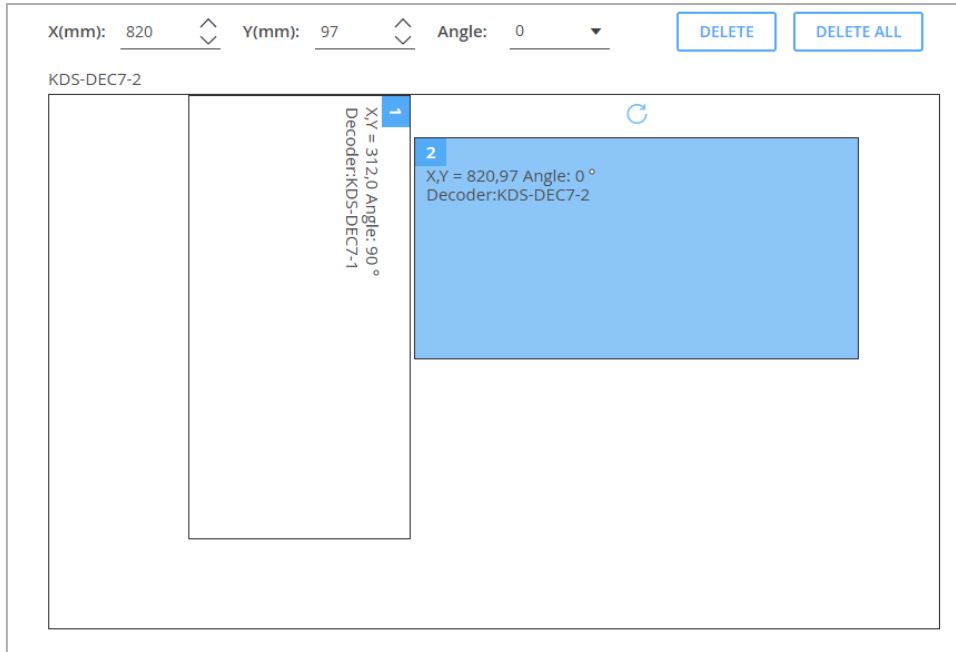 X(mm): 820 Y(mm): 97 Angle: 0 DELETE DELETE ALL
KDS-DEC7-2
1
X,Y = 312,0 Angle: 90 °
Decoder:KDS-DEC7-1
2
X,Y = 820,97 Angle: 0 °
Decoder:KDS-DEC7-2